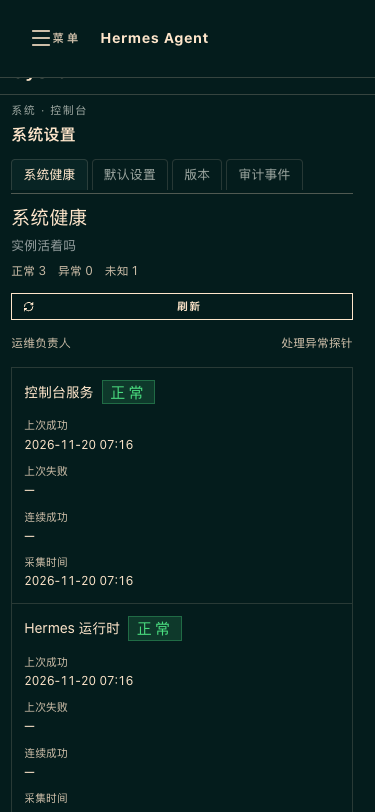 菜单 Hermes Agent
系统 · 控制台
系统设置
系统健康 默认设置 版本 审计事件
系统健康
实例活着吗
正常 3 异常 0 未知 1
刷新
运维负责人 处理异常探针
控制台服务 正常
上次成功
2026-11-20 07:16
上次失败
—
连续成功
—
采集时间
2026-11-20 07:16
Hermes 运行时 正常
上次成功
2026-11-20 07:16
上次失败
—
连续成功
—
采集时间